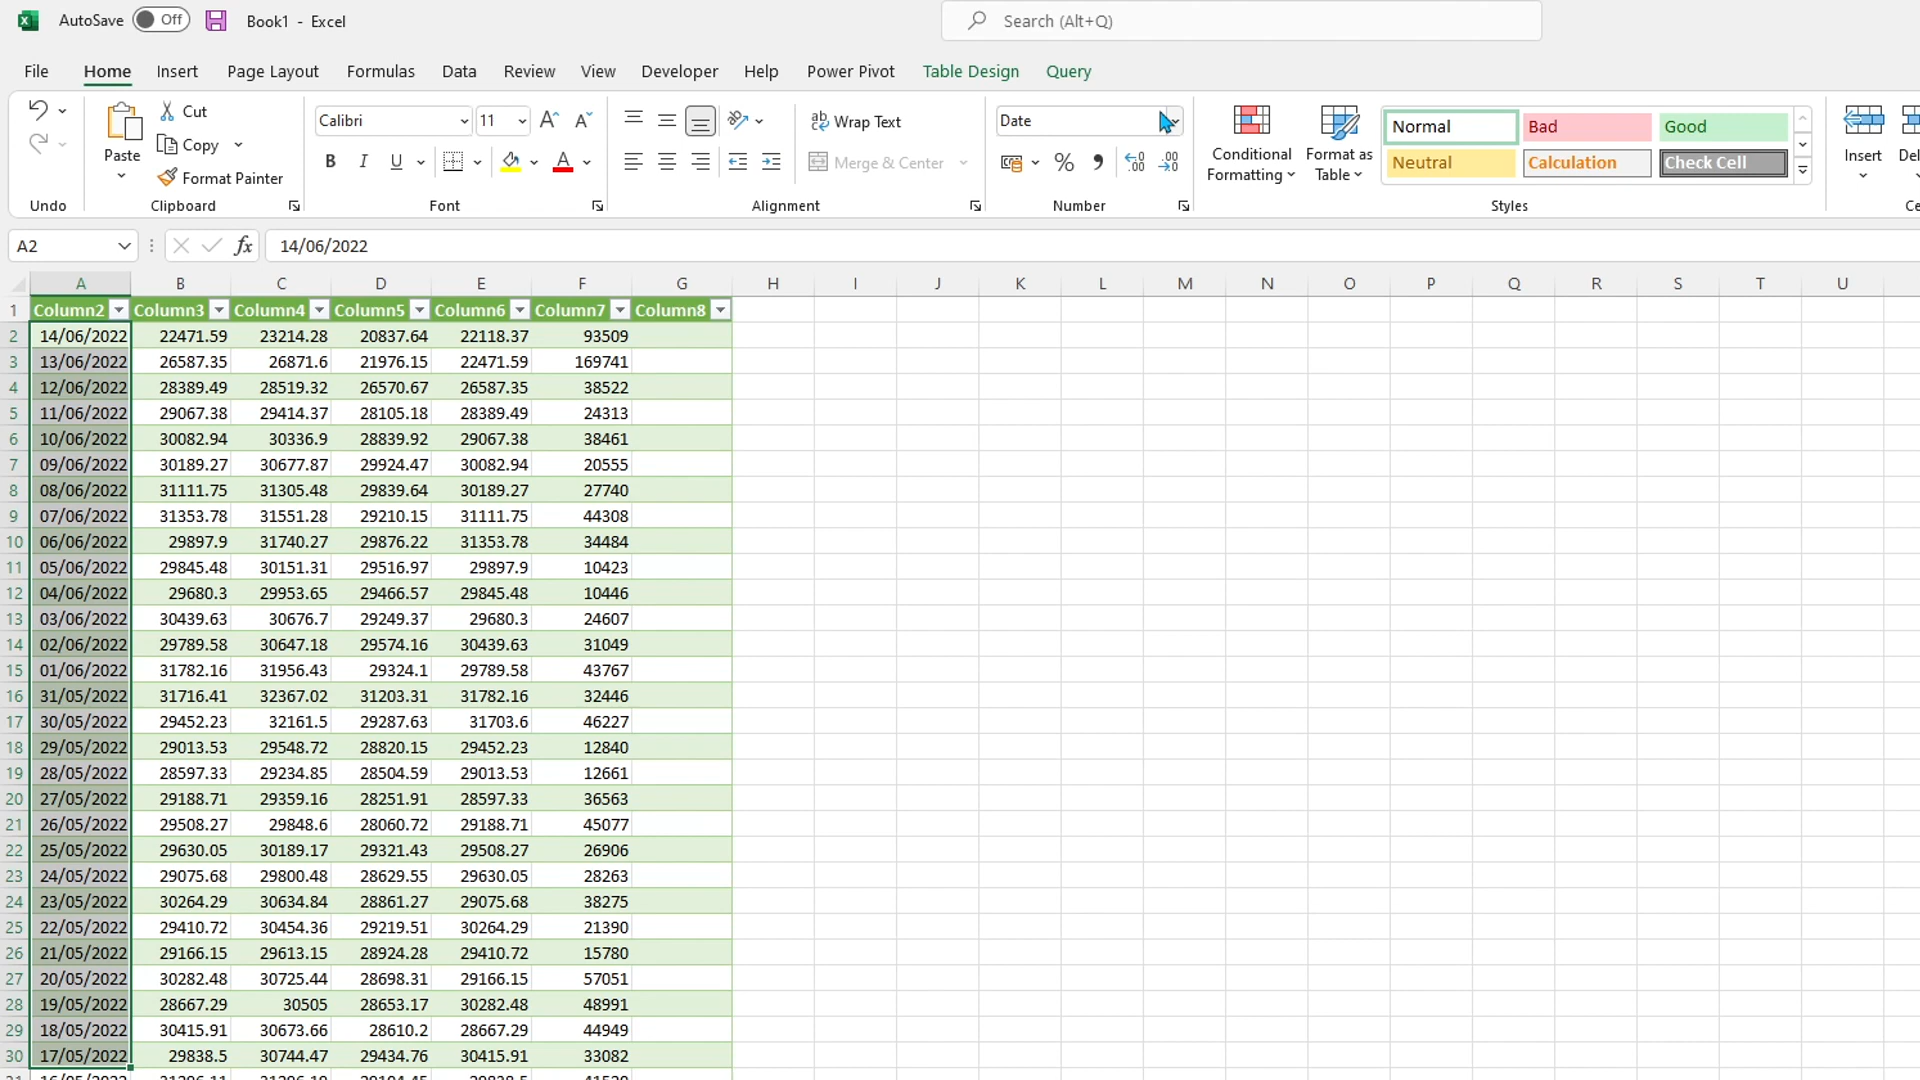 AutoSave Off Book1 - Excel Search (Alt+Q)
File Home Insert Page Layout Formulas Data Review View Developer Help Power Pivot Table Design Query
Paste Cut Copy Format Painter
Calibri 11
B I U A
ab Wrap Text
Merge & Center
Date
% 9
Conditional Formatting
Format as Table
Normal Bad Good
Neutral Calculation Check Cell
Insert
Undo Clipboard Font Alignment Number Styles
A2 fx 14/06/2022
A B C D E F G H I J K L M N O P Q R S T U
1 Column2 Column3 Column4 Column5 Column6 Column7 Column8
2 14/06/2022 22471.59 23214.28 20837.64 22118.37 93509
3 13/06/2022 26587.35 26871.6 21976.15 22471.59 169741
4 12/06/2022 28389.49 28519.32 26570.67 26587.35 38522
5 11/06/2022 29067.38 29414.37 28105.18 28389.49 24313
6 10/06/2022 30082.94 30336.9 28839.92 29067.38 38461
7 09/06/2022 30189.27 30677.87 29924.47 30082.94 20555
8 08/06/2022 31111.75 31305.48 29839.64 30189.27 27740
9 07/06/2022 31353.78 31551.28 29210.15 31111.75 44308
10 06/06/2022 29897.9 31740.27 29876.22 31353.78 34484
11 05/06/2022 29845.48 30151.31 29516.97 29897.9 10423
12 04/06/2022 29680.3 29953.65 29466.57 29845.48 10446
13 03/06/2022 30439.63 30676.7 29249.37 29680.3 24607
14 02/06/2022 29789.58 30647.18 29574.16 30439.63 31049
15 01/06/2022 31782.16 31956.43 29324.1 29789.58 43767
16 31/05/2022 31716.41 32367.02 31203.31 31782.16 32446
17 30/05/2022 29452.23 32161.5 29287.63 31703.6 46227
18 29/05/2022 29013.53 29548.72 28820.15 29452.23 12840
19 28/05/2022 28597.33 29234.85 28504.59 29013.53 12661
20 27/05/2022 29188.71 29359.16 28251.91 28597.33 36563
21 26/05/2022 29508.27 29848.6 28060.72 29188.71 45077
22 25/05/2022 29630.05 30189.17 29321.43 29508.27 26906
23 24/05/2022 29075.68 29800.48 28629.55 29630.05 28263
24 23/05/2022 30264.29 30634.84 28861.27 29075.68 38275
25 22/05/2022 29410.72 30454.36 29219.51 30264.29 21390
26 21/05/2022 29166.15 29613.15 28924.28 29410.72 15780
27 20/05/2022 30282.48 30725.44 28698.31 29166.15 57051
28 19/05/2022 28667.29 30505 28653.17 30282.48 48991
29 18/05/2022 30415.91 30673.66 28610.2 28667.29 44949
30 17/05/2022 29838.5 30744.47 29434.76 30415.91 33082